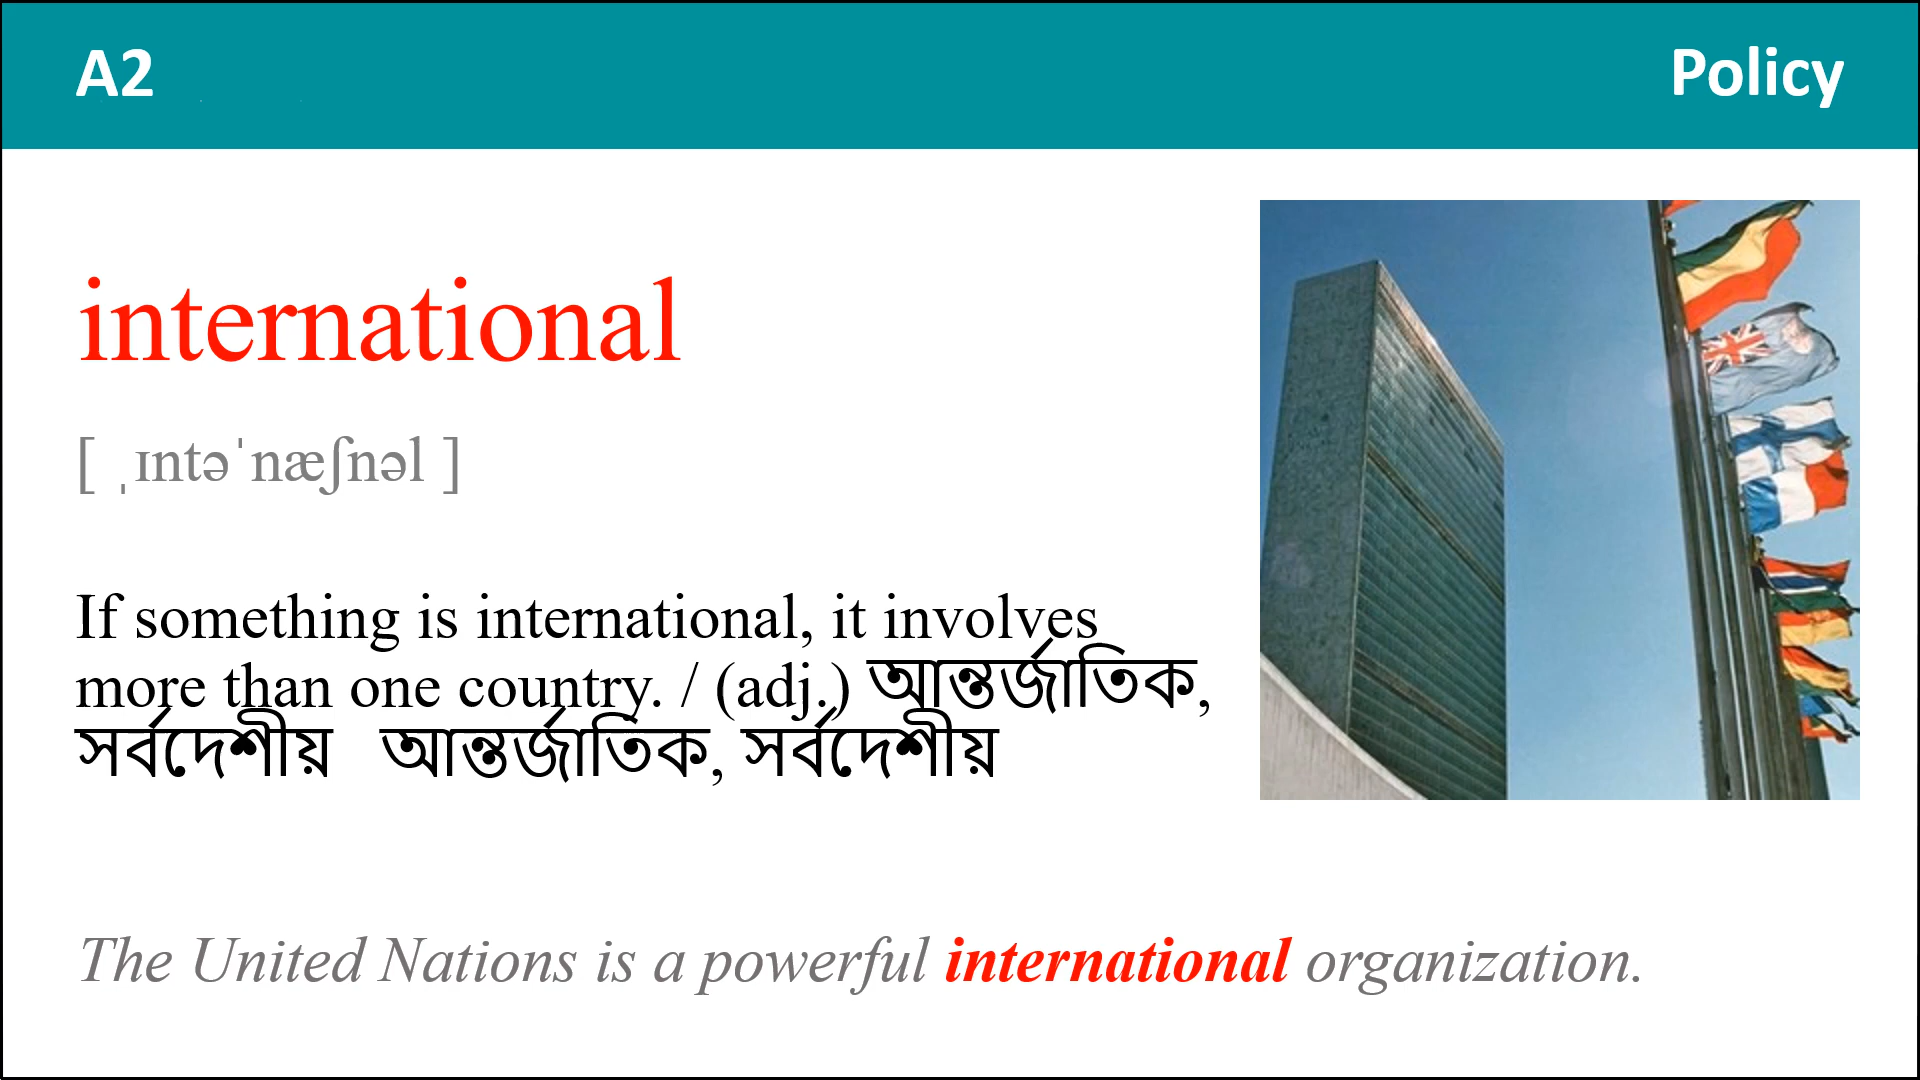 A2
Policy
international
[ ˌɪntəˈnæʃnəl ]
If something is international, it involves
more than one country. / (adj.) আন্তর্জাতিক,
সর্বদেশীয় আন্তর্জাতিক, সর্বদেশীয়
The United Nations is a powerful international organization.